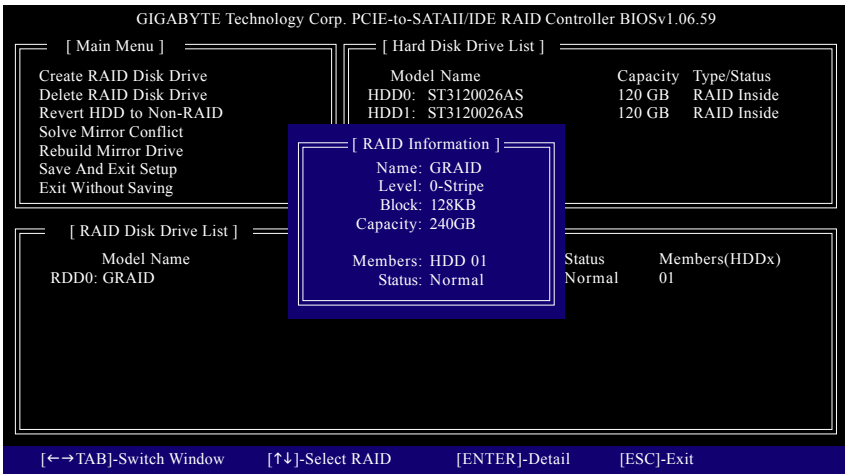 GIGABYTE Technology Corp. PCIE-to-SATAII/IDE RAID Controller BIOSv1.06.59
[ Main Menu ]
Create RAID Disk Drive
Delete RAID Disk Drive
Revert HDD to Non-RAID
Solve Mirror Conflict
Rebuild Mirror Drive
Save And Exit Setup
Exit Without Saving
[ Hard Disk Drive List ]
Model Name Capacity Type/Status
HDD0: ST3120026AS 120 GB RAID Inside
HDD1: ST3120026AS 120 GB RAID Inside
[ RAID Information ]
Name: GRAID
Level: 0-Stripe
Block: 128KB
Capacity: 240GB
Members: HDD 01
Status: Normal
[ RAID Disk Drive List ]
Model Name Status Members(HDDx)
RDD0: GRAID Normal 01
[←→TAB]-Switch Window [↑↓]-Select RAID [ENTER]-Detail [ESC]-Exit